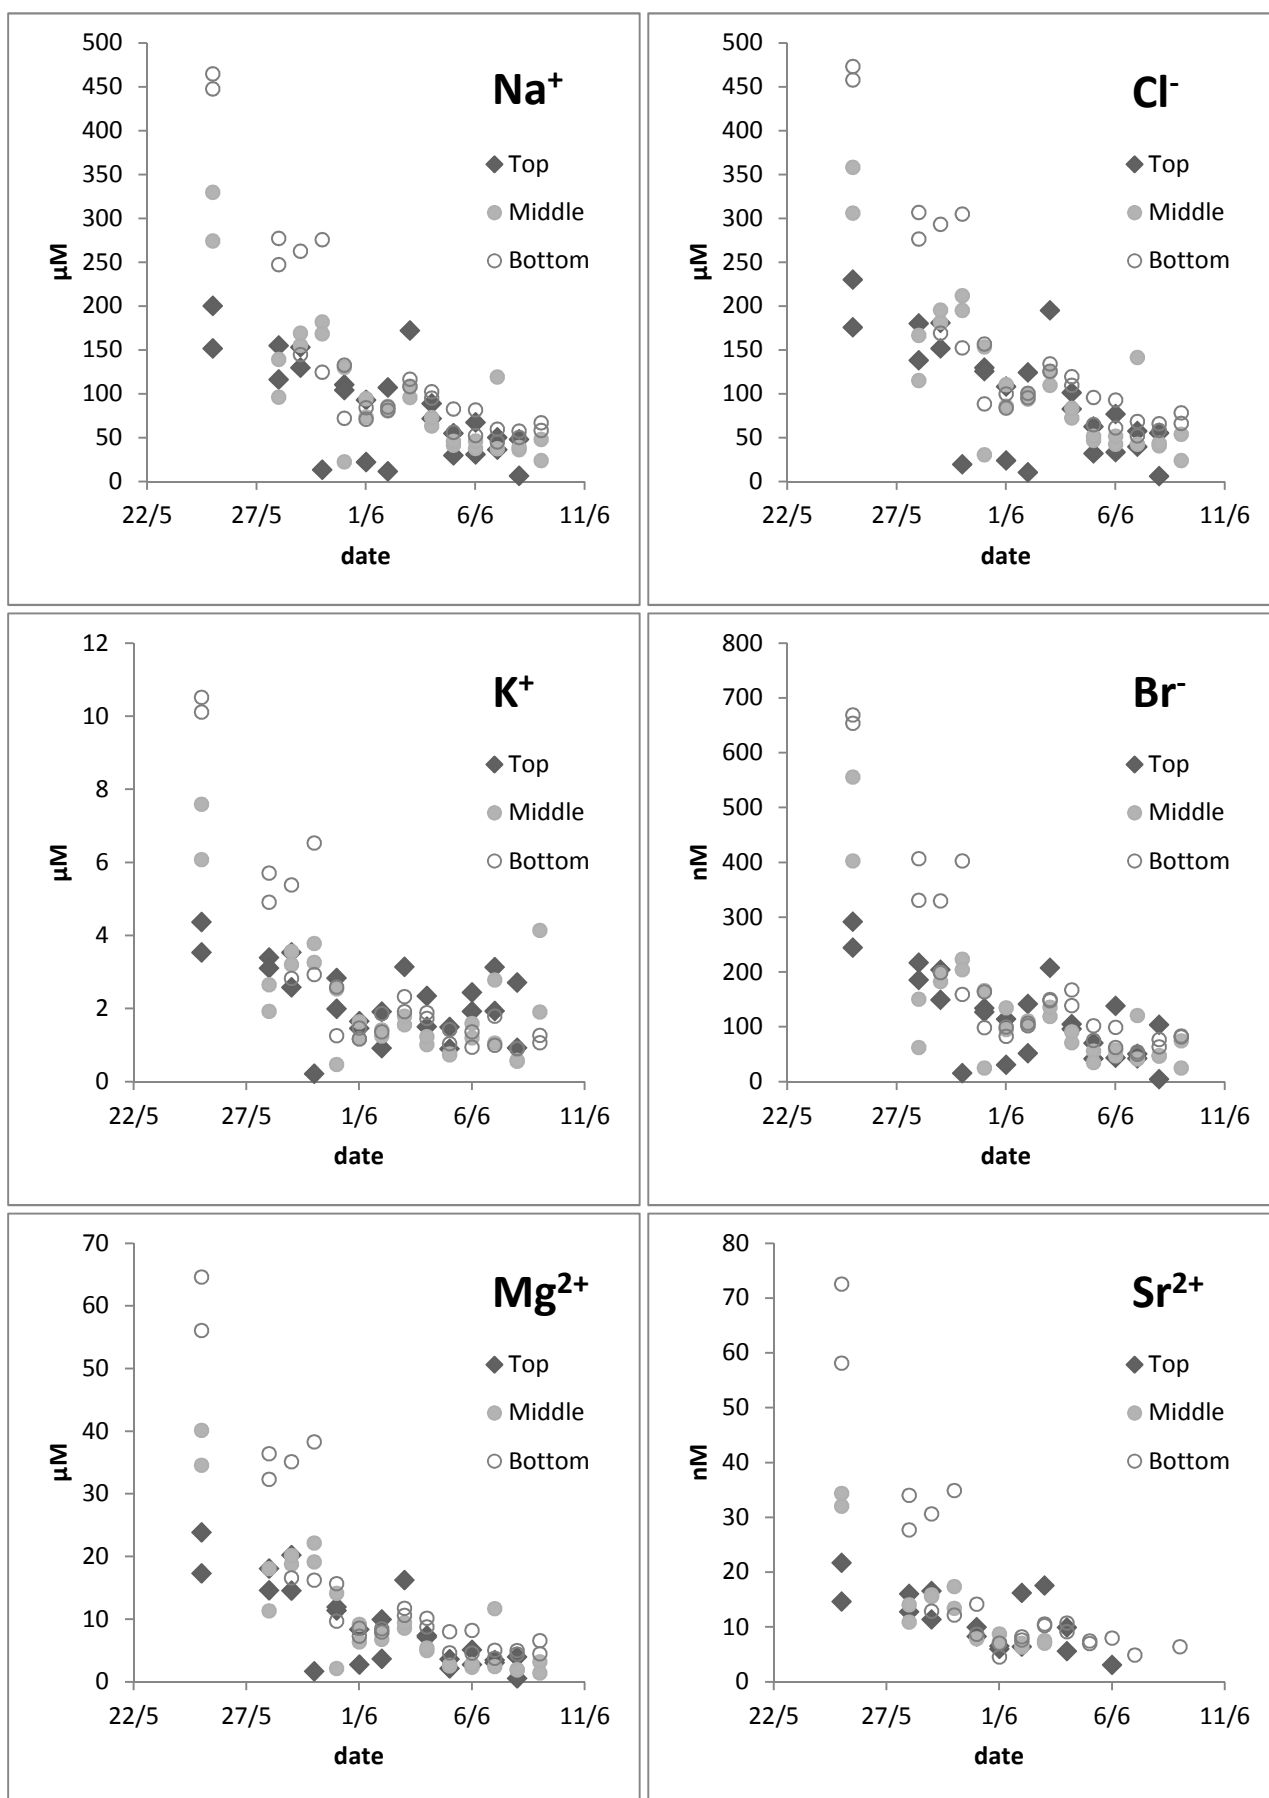 500
450
400
350
300
250
200
150
100
50
0
µM
Na⁺
Top
Middle
Bottom
22/5 27/5 1/6 6/6 11/6
date
500
450
400
350
300
250
200
150
100
50
0
µM
Cl⁻
Top
Middle
Bottom
22/5 27/5 1/6 6/6 11/6
date
12
10
8
6
4
2
0
µM
K⁺
Top
Middle
Bottom
22/5 27/5 1/6 6/6 11/6
date
800
700
600
500
400
300
200
100
0
nM
Br⁻
Top
Middle
Bottom
22/5 27/5 1/6 6/6 11/6
date
70
60
50
40
30
20
10
0
µM
Mg²⁺
Top
Middle
Bottom
22/5 27/5 1/6 6/6 11/6
date
80
70
60
50
40
30
20
10
0
nM
Sr²⁺
Top
Middle
Bottom
22/5 27/5 1/6 6/6 11/6
date